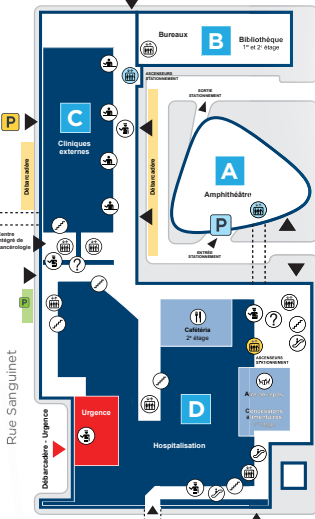 Bureaux
B
Bibliothèque
1er et 2e étage
ASCENSEURS
STATIONNEMENT
SORTIE
STATIONNEMENT
P
C
Cliniques
externes
Débarcadère
Débarcadère
A
Amphithéâtre
P
ENTRÉE
STATIONNEMENT
Centre
intégré de
cancérologie
?
P
?
Cafétéria
2e étage
ASCENSEURS
STATIONNEMENT
Rue Sanguinet
Débarcadère - Urgence
Urgence
D
Hospitalisation